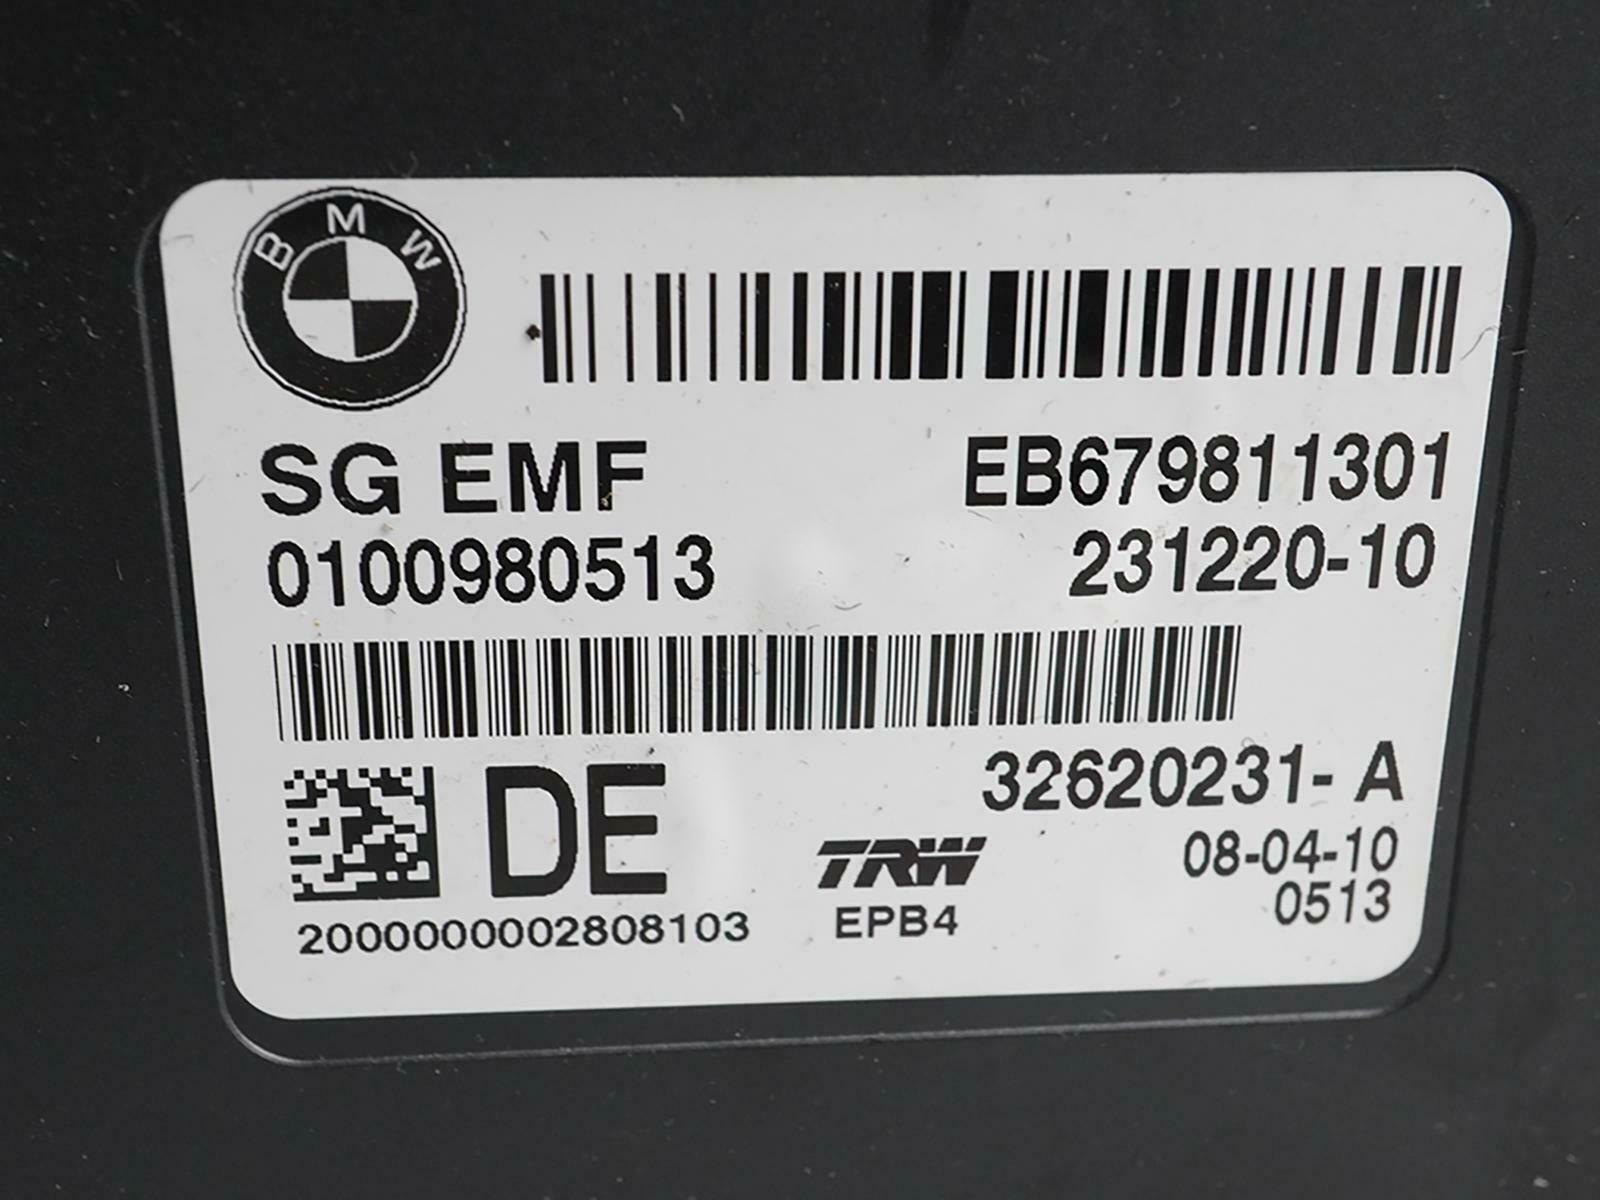 BMW
SG EMF
EB679811301
0100980513
231220-10
32620231- A
DE
TRW
08-04-10
EPB4
0513
2000000002808103